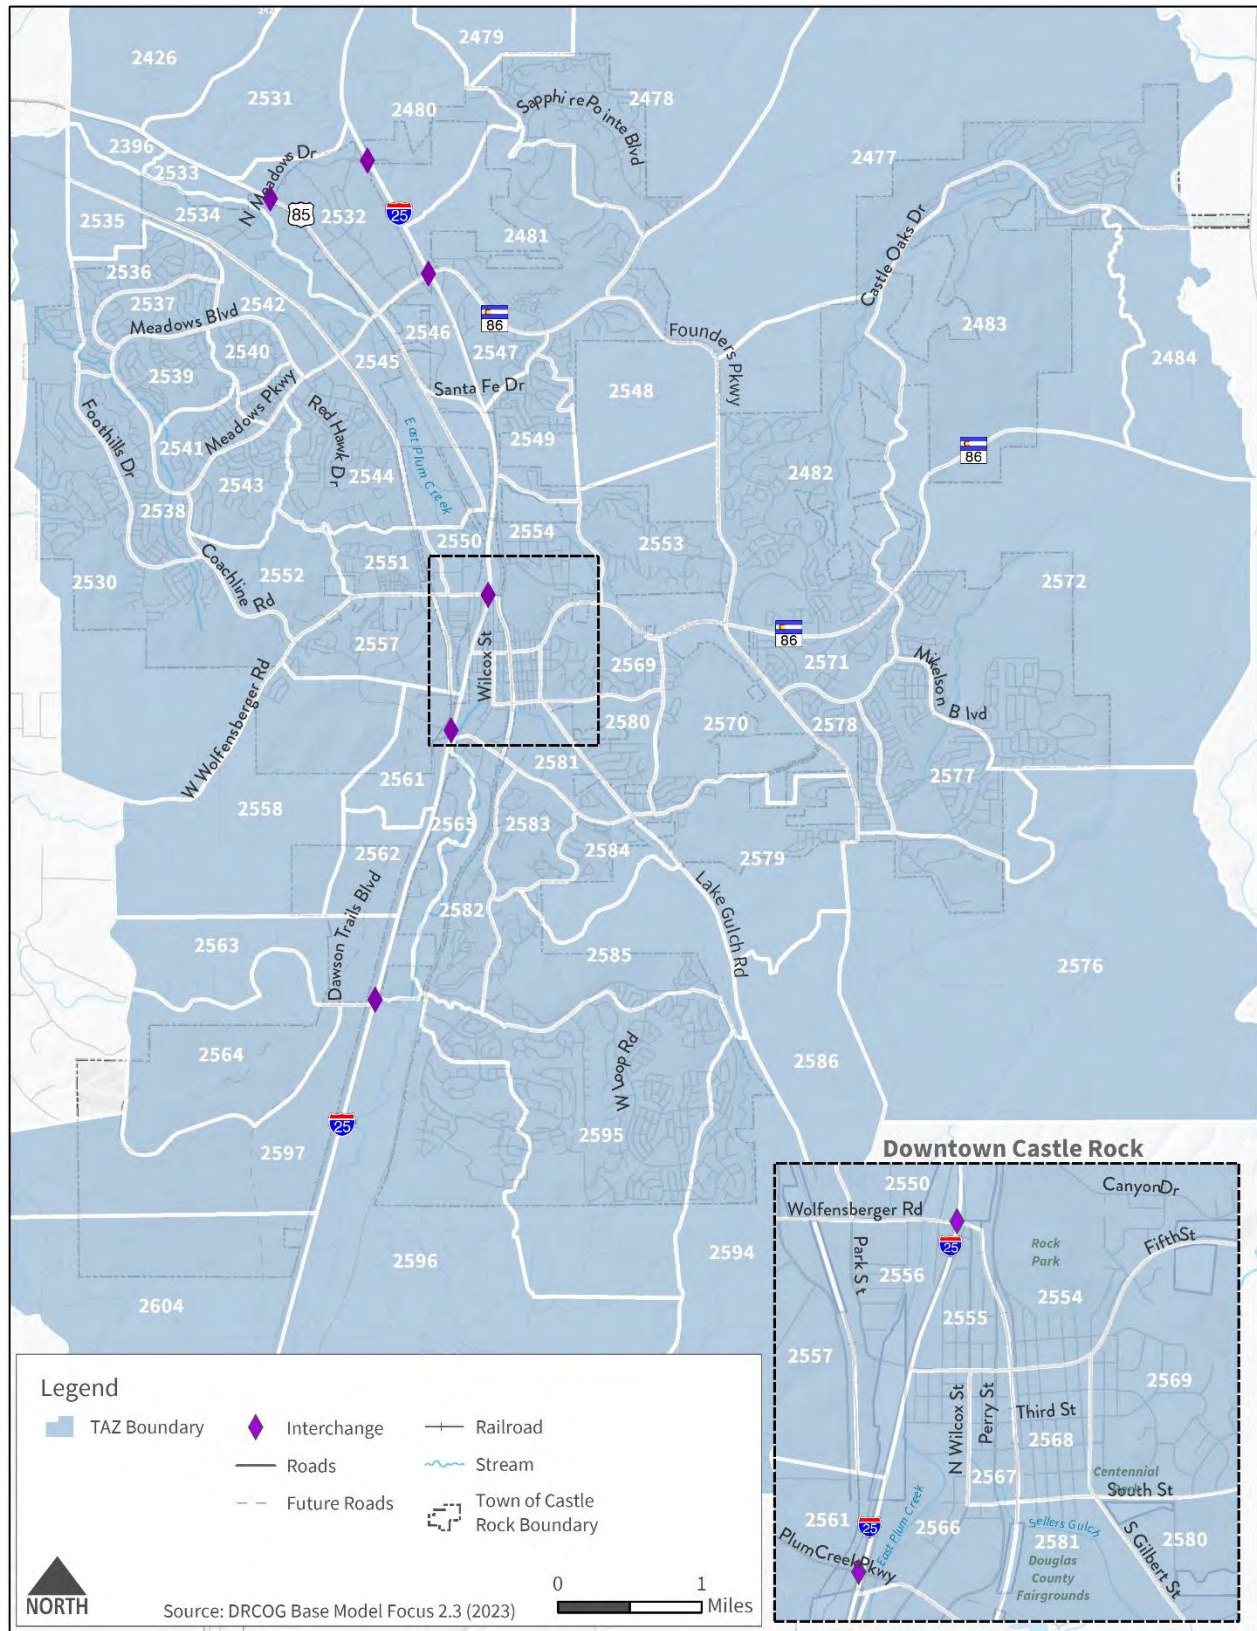 2479
2426
2531
2480
2478
Sapphire Pointe Blvd
2396
2533
N Meadows Dr
2477
2535
2534
85
2532
25
2481
Castle Oaks Dr
2536
2537
2542
Meadows Blvd
2546
86
2547
Founders Pkwy
2483
2484
2540
2545
2539
Santa Fe Dr
2548
Foothills Dr
Meadows Pkwy
Red Hawk Dr
East Plum Creek
2549
2541
86
2543
2544
2482
2538
2550
2554
2553
Coachline Rd
2551
2552
2530
2572
86
2557
Wilcox St
2569
2571
Mikelson Blvd
W Wolfensberger Rd
2580
2570
2578
2581
2577
2561
2558
2565
2583
2562
2584
2579
Dawson Trails Blvd
2582
Lake Gulch Rd
2563
2585
2576
2564
W Loop Rd
2586
25
2595
2597
2596
2594
2604
Downtown Castle Rock
2550
Canyon Dr
Wolfensberger Rd
25
Rock
Park
Fifth St
Park St
2556
2554
2555
2557
2569
N Wilcox St
Perry St
Third St
2568
2567
Centennial
South St
2561
25
East Plum Creek
2566
Sellers Gulch
2581
2580
Plum Creek Pkwy
Douglas
County
Fairgrounds
S Gilbert St
Legend
TAZ Boundary
Interchange
Railroad
Roads
Stream
Future Roads
Town of Castle
Rock Boundary
NORTH
Source: DRCOG Base Model Focus 2.3 (2023)
0 1
Miles